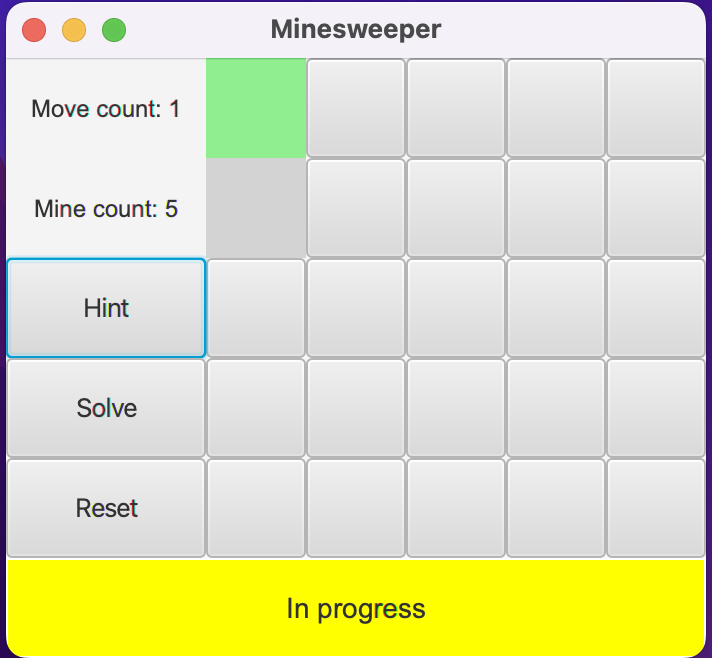 Minesweeper
Move count: 1
Mine count: 5
Hint
Solve
Reset
In progress